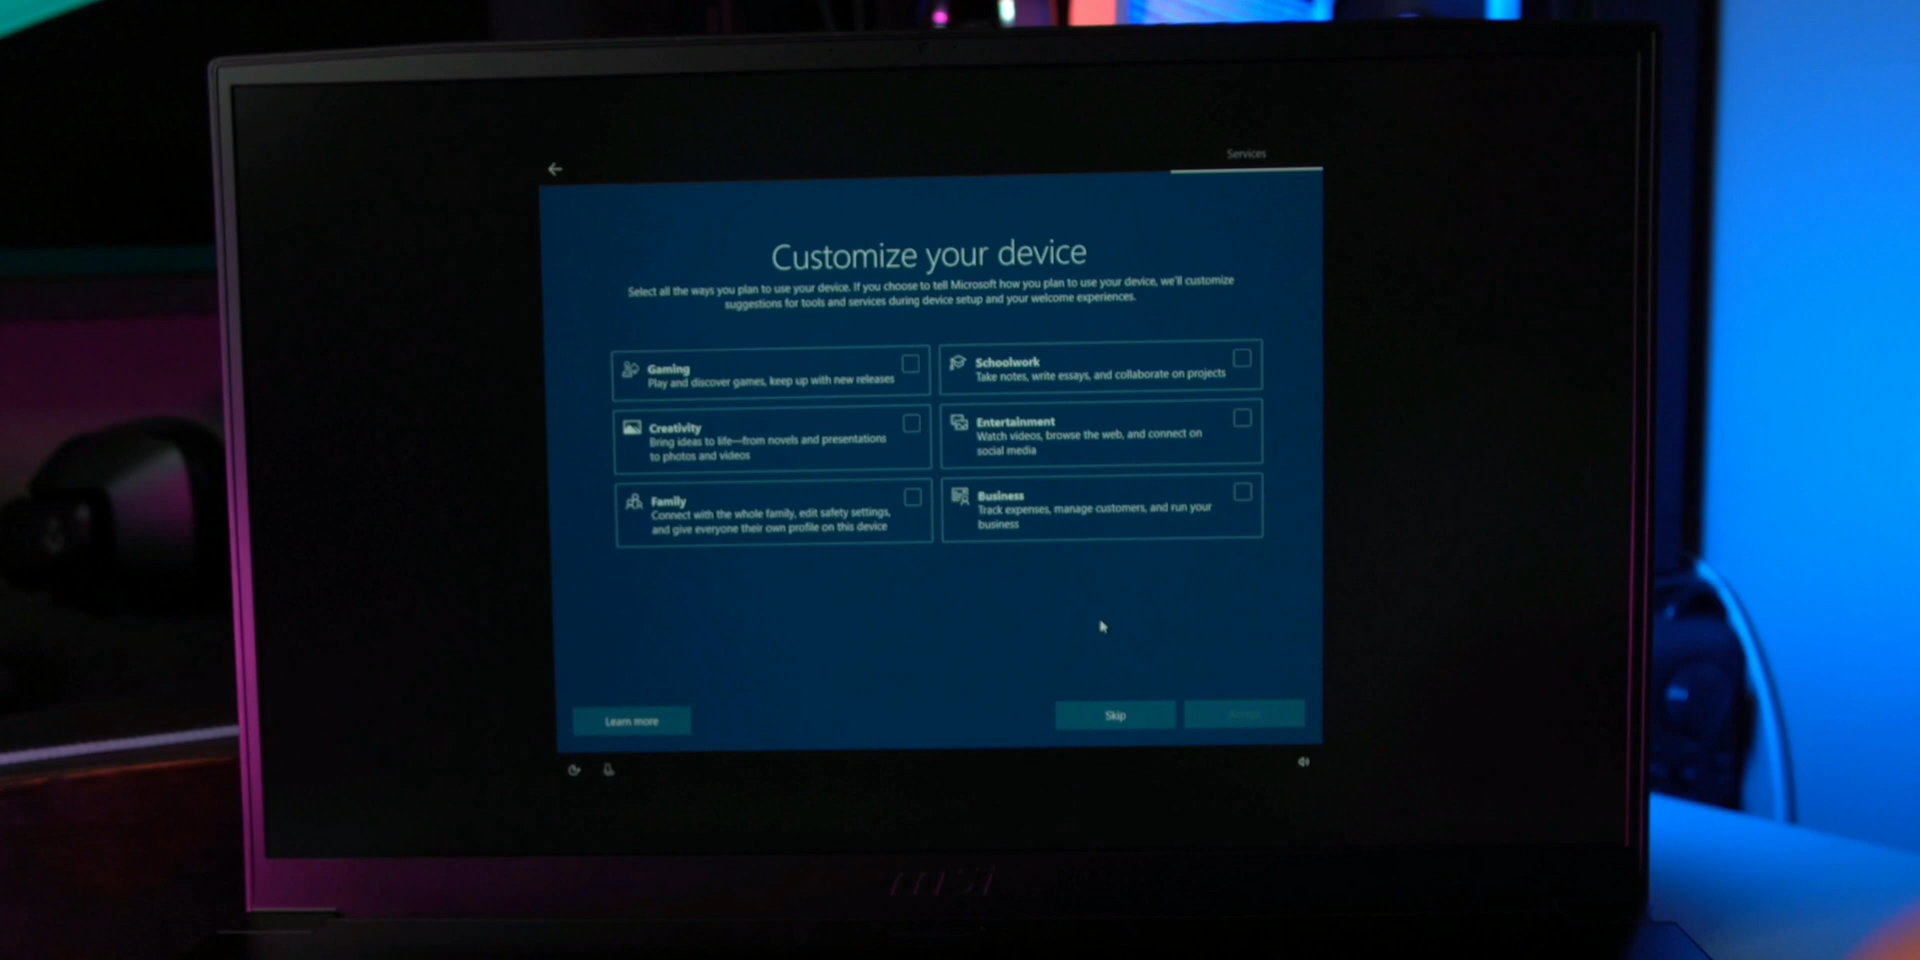 Services
Customize your device
Select all the ways you plan to use your device. If you choose to tell Microsoft how you plan to use your device, we'll customize
suggestions for tools and services during device setup and your welcome experiences.
Gaming
Play and discover games, keep up with new releases
Schoolwork
Take notes, write essays, and collaborate on projects
Creativity
Bring ideas to life—from novels and presentations
to photos and videos
Entertainment
Watch videos, browse the web, and connect on
social media
Family
Connect with the whole family, edit safety settings,
and give everyone their own profile on this device
Business
Track expenses, manage customers, and run your
business
Learn more
Skip
msi